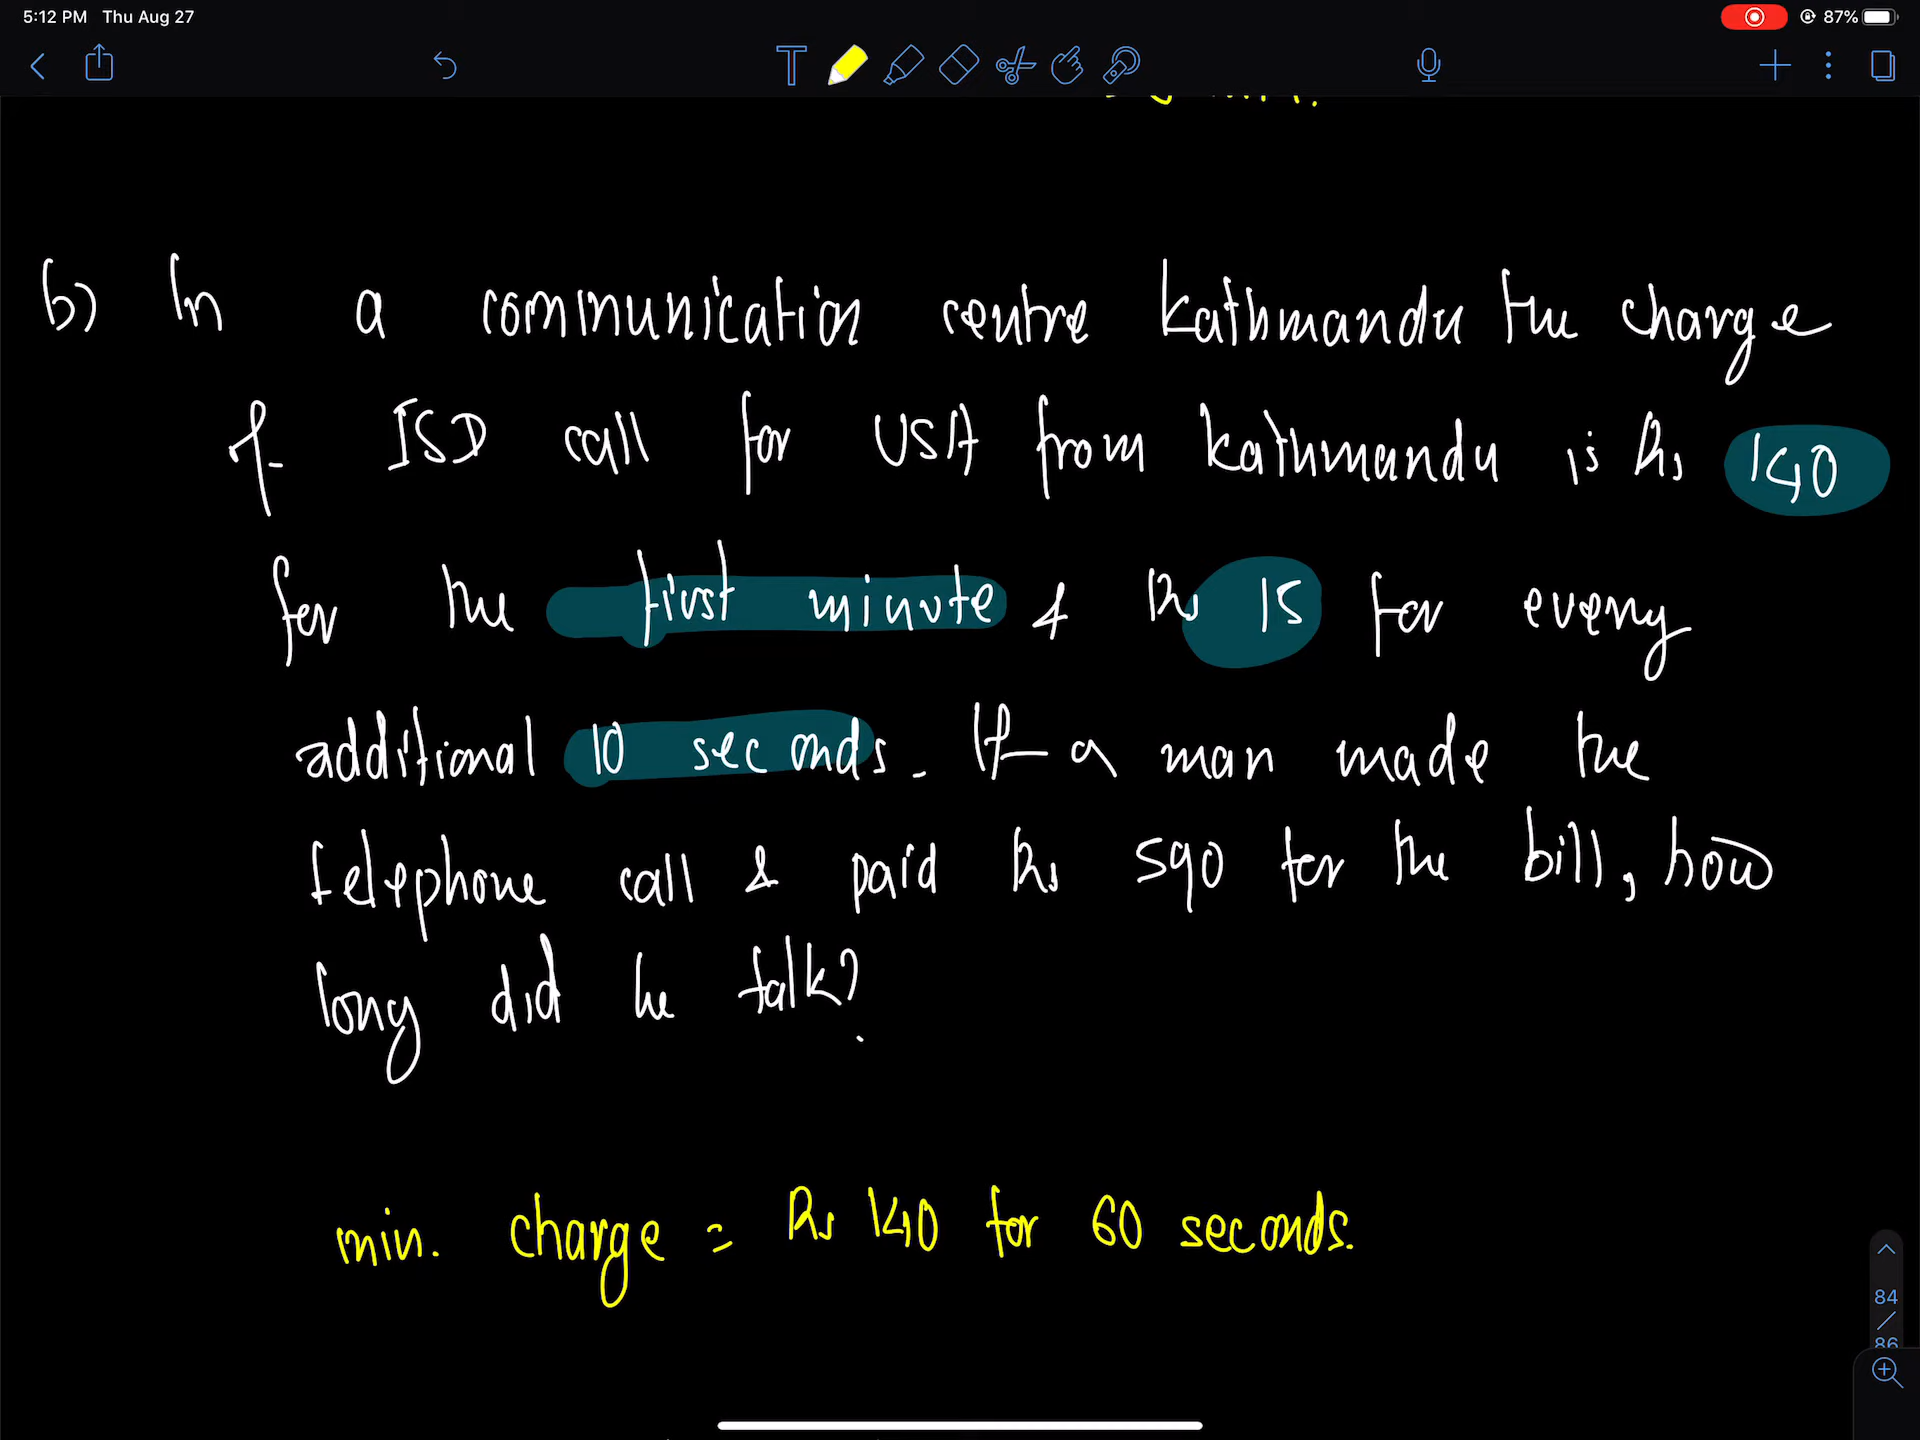 5:12 PM Thu Aug 27
87%
b) In a communication centre Kathmandu the charge
of ISD call for USA from Kathmandu is Rs 140
for the first minute & Rs 15 for every
additional 10 seconds. If a man made the
telephone call & paid Rs 590 for the bill, how
long did he talk?
min. charge = Rs 140 for 60 seconds.
84
/
86